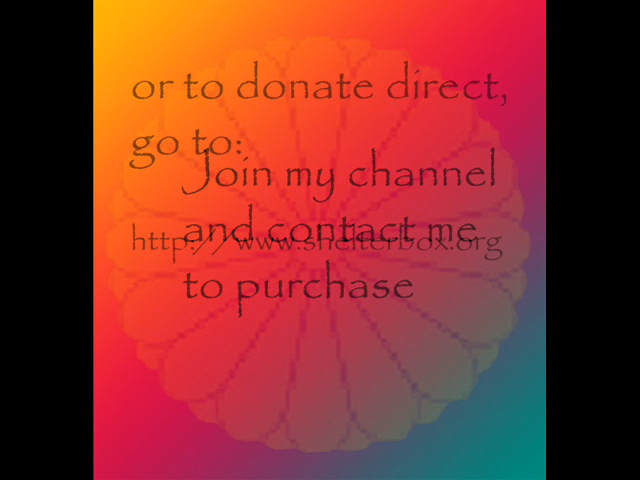 or to donate direct,
go to:
Join my channel
and contact me
http://www.shelterbox.org
to purchase